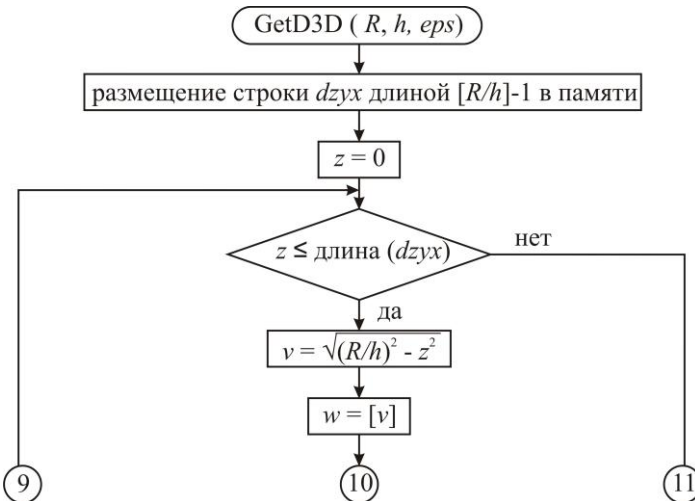 GetD3D ( R, h, eps)
размещение строки dzyx длиной [R/h]-1 в памяти
z = 0
z ≤ длина (dzyx)
нет
да
v = √(R/h)² - z²
w = [v]
9
10
11